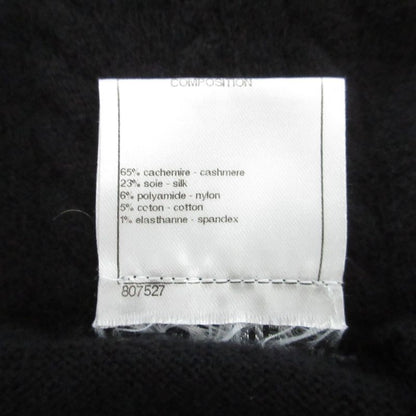 COMPOSITION
65% cachemire - cashmere
23% soie - silk
6% polyamide - nylon
5% coton - cotton
1% elasthanne - spandex
807527